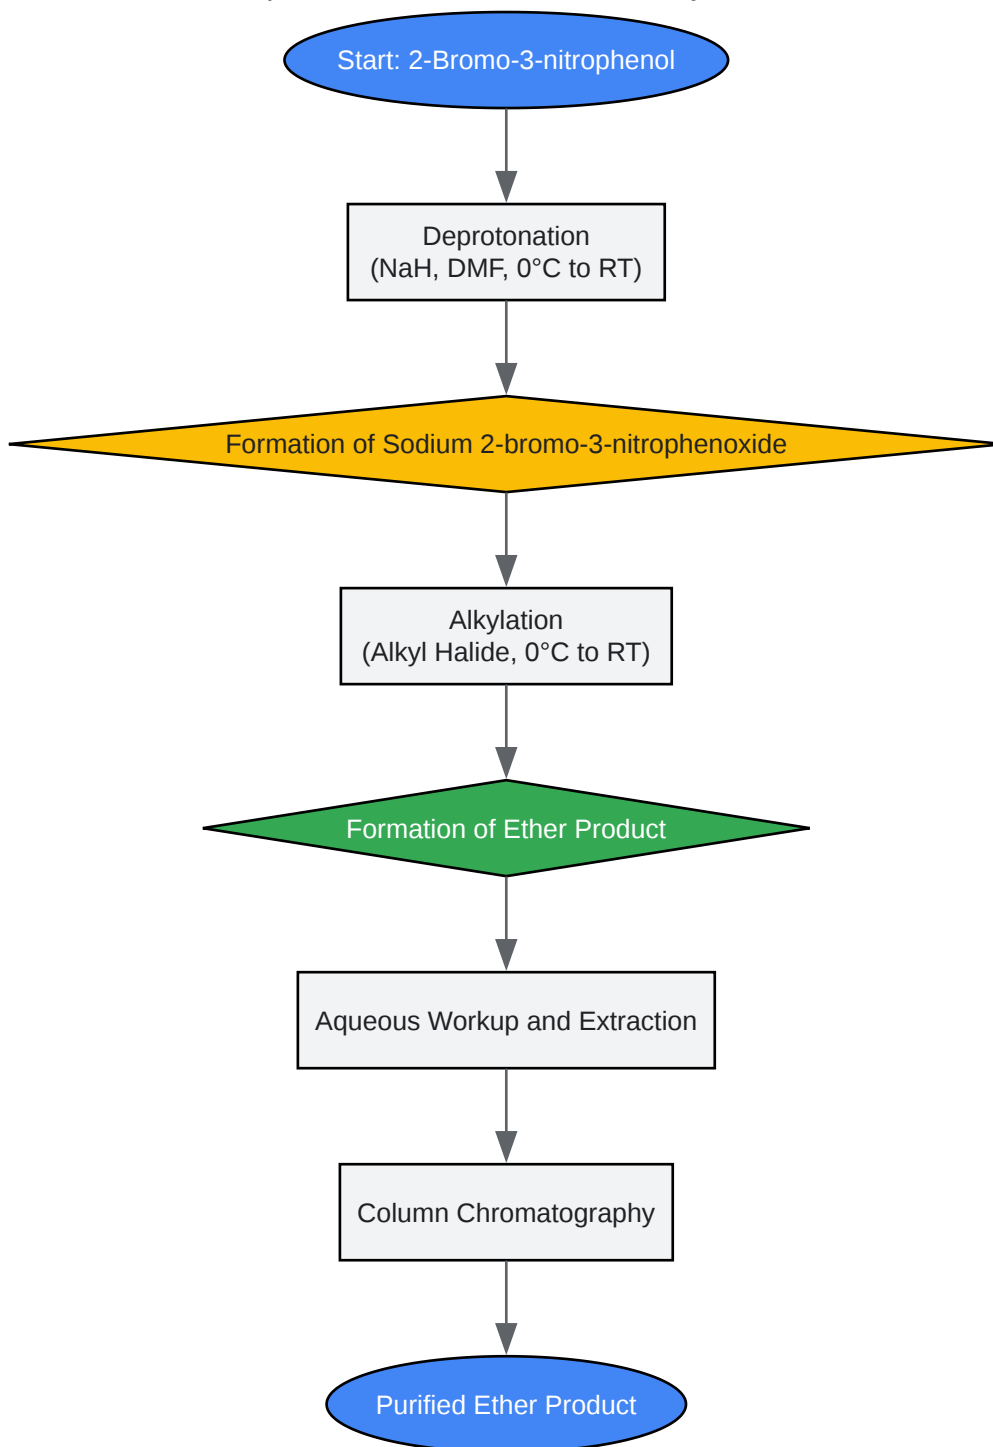 Start: 2-Bromo-3-nitrophenol
Deprotonation
(NaH, DMF, 0°C to RT)
Formation of Sodium 2-bromo-3-nitrophenoxide
Alkylation
(Alkyl Halide, 0°C to RT)
Formation of Ether Product
Aqueous Workup and Extraction
Column Chromatography
Purified Ether Product